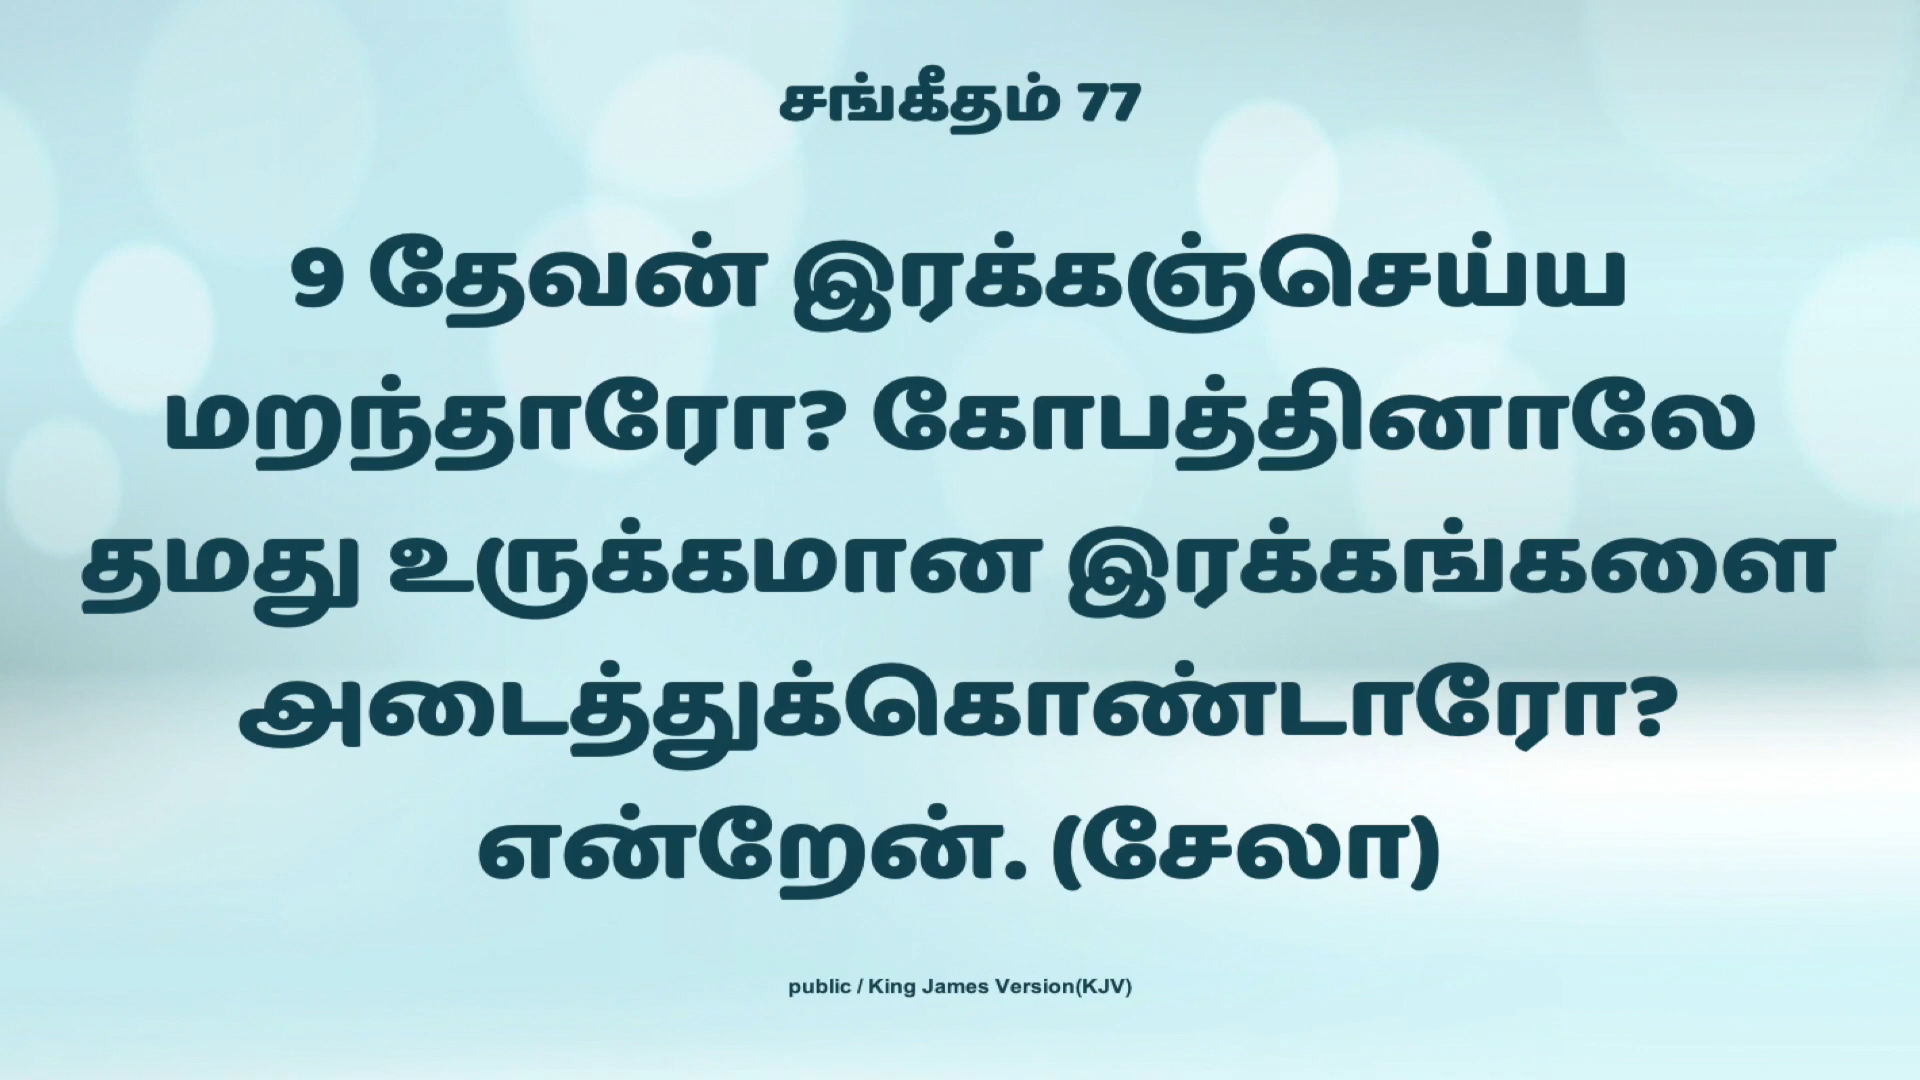 சங்கீதம் 77
9 தேவன் இரக்கஞ்செய்ய
மறந்தாரோ? கோபத்தினாலே
தமது உருக்கமான இரக்கங்களை
அடைத்துக்கொண்டாரோ?
என்றேன். (சேலா)
public / King James Version(KJV)